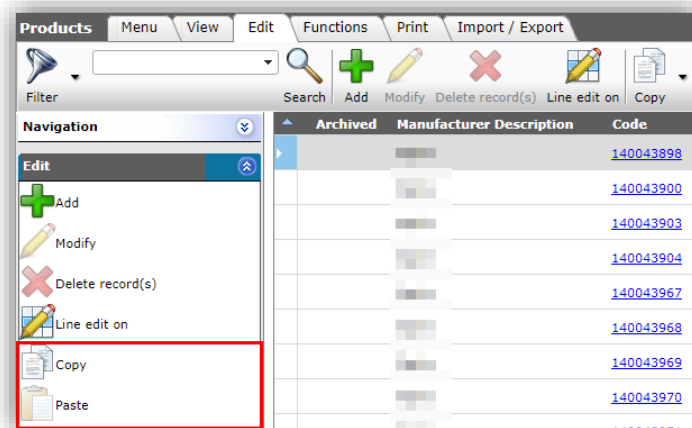 Products Menu View Edit Functions Print Import / Export
Filter Search Add Modify Delete record(s) Line edit on Copy
Navigation
Archived Manufacturer Description Code
Edit
140043898
Add
140043900
Modify
140043903
140043904
Delete record(s)
140043967
Line edit on
140043968
Copy
140043969
Paste
140043970